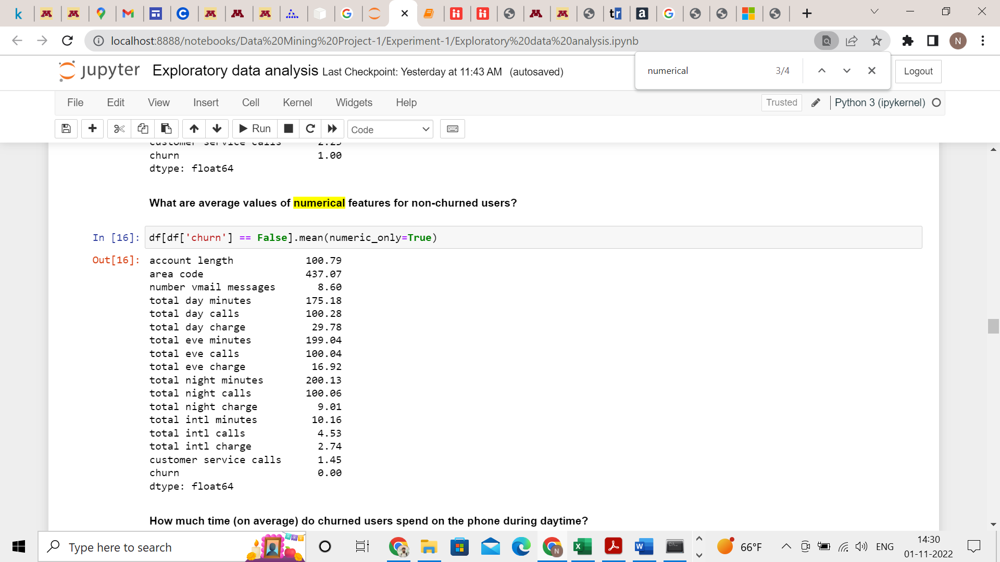 localhost:8888/notebooks/Data%20Mining%20Project-1/Experiment-1/Exploratory%20data%20analysis.ipynb
N
numerical 3/4
jupyter Exploratory data analysis Last Checkpoint: Yesterday at 11:43 AM (autosaved)
Logout
File Edit View Insert Cell Kernel Widgets Help
Trusted Python 3 (ipykernel)
Run Code
customer service calls 2.23
churn 1.00
dtype: float64
What are average values of numerical features for non-churned users?
In [16]: df[df['churn'] == False].mean(numeric_only=True)
Out[16]: account length 100.79
area code 437.07
number vmail messages 8.60
total day minutes 175.18
total day calls 100.28
total day charge 29.78
total eve minutes 199.04
total eve calls 100.04
total eve charge 16.92
total night minutes 200.13
total night calls 100.06
total night charge 9.01
total intl minutes 10.16
total intl calls 4.53
total intl charge 2.74
customer service calls 1.45
churn 0.00
dtype: float64
How much time (on average) do churned users spend on the phone during daytime?
Type here to search
66°F
ENG
14:30
01-11-2022